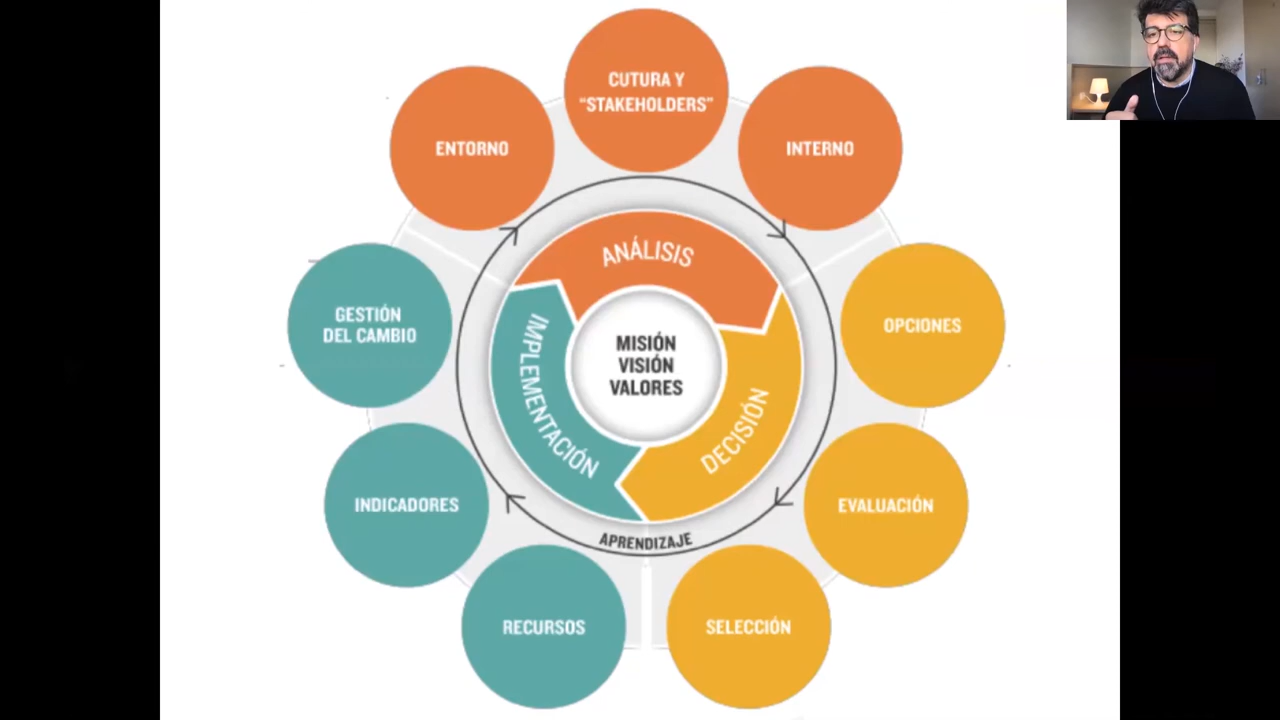 CUTURA Y
“STAKEHOLDERS”
ENTORNO
INTERNO
ANÁLISIS
GESTIÓN
DEL CAMBIO
OPCIONES
IMPLEMENTACIÓN
MISIÓN
VISIÓN
VALORES
DECISIÓN
INDICADORES
EVALUACIÓN
APRENDIZAJE
RECURSOS
SELECCIÓN